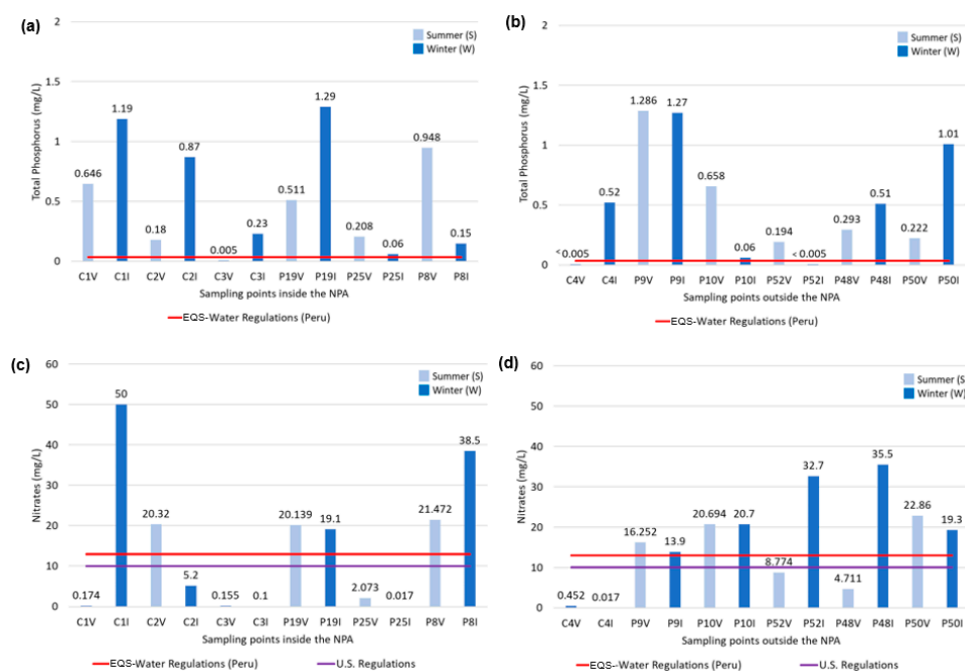 (a)
2
1.5
1
0.5
0
Total Phosphorus (mg/L)
Summer (S)
Winter (W)
0.646
1.19
0.18
0.87
0.005
0.23
0.511
1.29
0.208
0.06
0.948
0.15
C1V C1I C2V C2I C3V C3I P19V P19I P25V P25I P8V P8I
Sampling points inside the NPA
EQS-Water Regulations (Peru)
(b)
2
1.5
1
0.5
0
Total Phosphorus (mg/L)
Summer (S)
Winter (W)
<0.005
0.52
1.286
1.27
0.658
0.06
0.194
<0.005
0.293
0.51
0.222
1.01
C4V C4I P9V P9I P10V P10I P52V P52I P48V P48I P50V P50I
Sampling points outside the NPA
EQS-Water Regulations (Peru)
(c)
60
50
40
30
20
10
0
Nitrates (mg/L)
Summer (S)
Winter (W)
0.174
50
20.32
5.2
0.155
0.1
20.139
19.1
2.073
0.017
21.472
38.5
C1V C1I C2V C2I C3V C3I P19V P19I P25V P25I P8V P8I
Sampling points inside the NPA
EQS-Water Regulations (Peru) U.S. Regulations
(d)
60
50
40
30
20
10
0
Nitrates (mg/L)
Summer (S)
Winter (W)
0.452
0.017
16.252
13.9
20.694
20.7
8.774
32.7
4.711
35.5
22.86
19.3
C4V C4I P9V P9I P10V P10I P52V P52I P48V P48I P50V P50I
Sampling points outside the NPA
EQS--Water Regulations (Peru) U.S. Regulations